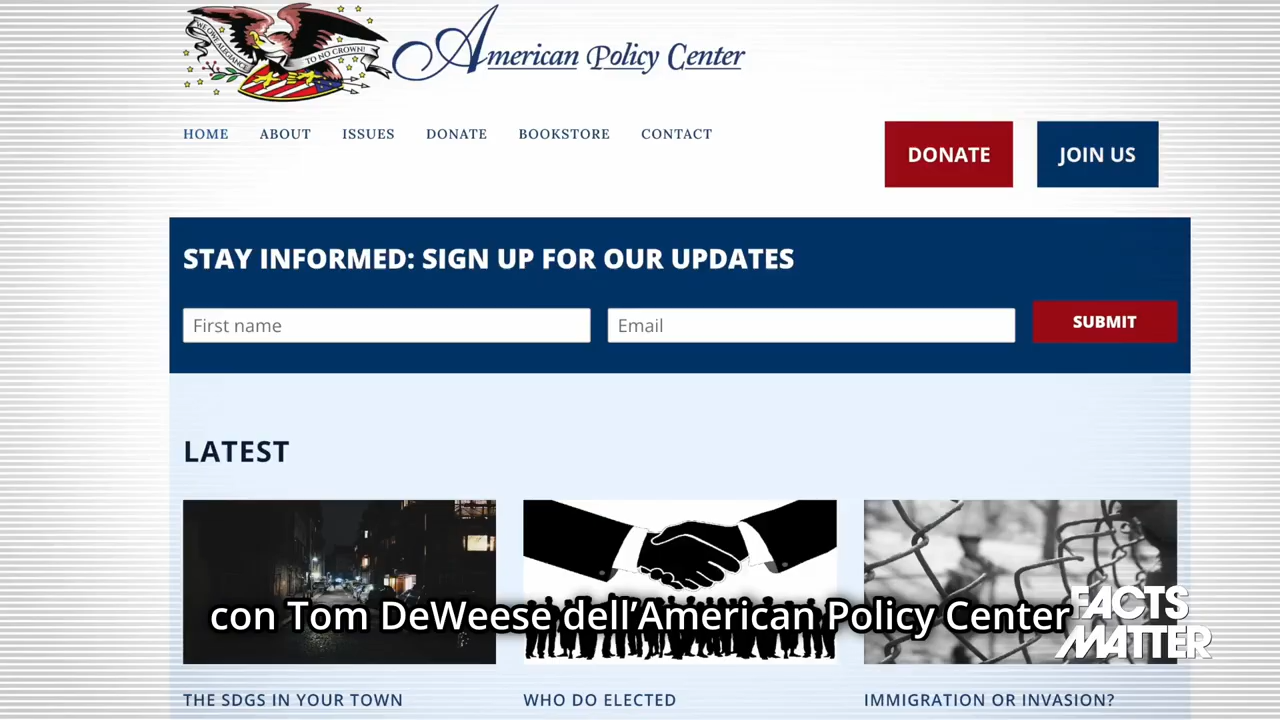 WE OWE ALLEGIANCE
TO NO CROWN!
American Policy Center
HOME ABOUT ISSUES DONATE BOOKSTORE CONTACT
DONATE JOIN US
STAY INFORMED: SIGN UP FOR OUR UPDATES
First name Email SUBMIT
LATEST
con Tom DeWeese dell’American Policy Center
FACTS
MATTER
THE SDGS IN YOUR TOWN WHO DO ELECTED IMMIGRATION OR INVASION?